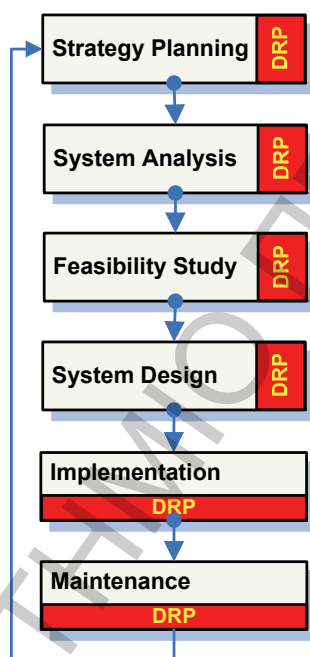 Strategy Planning DRP
System Analysis DRP
Feasibility Study DRP
System Design DRP
Implementation
DRP
Maintenance
DRP